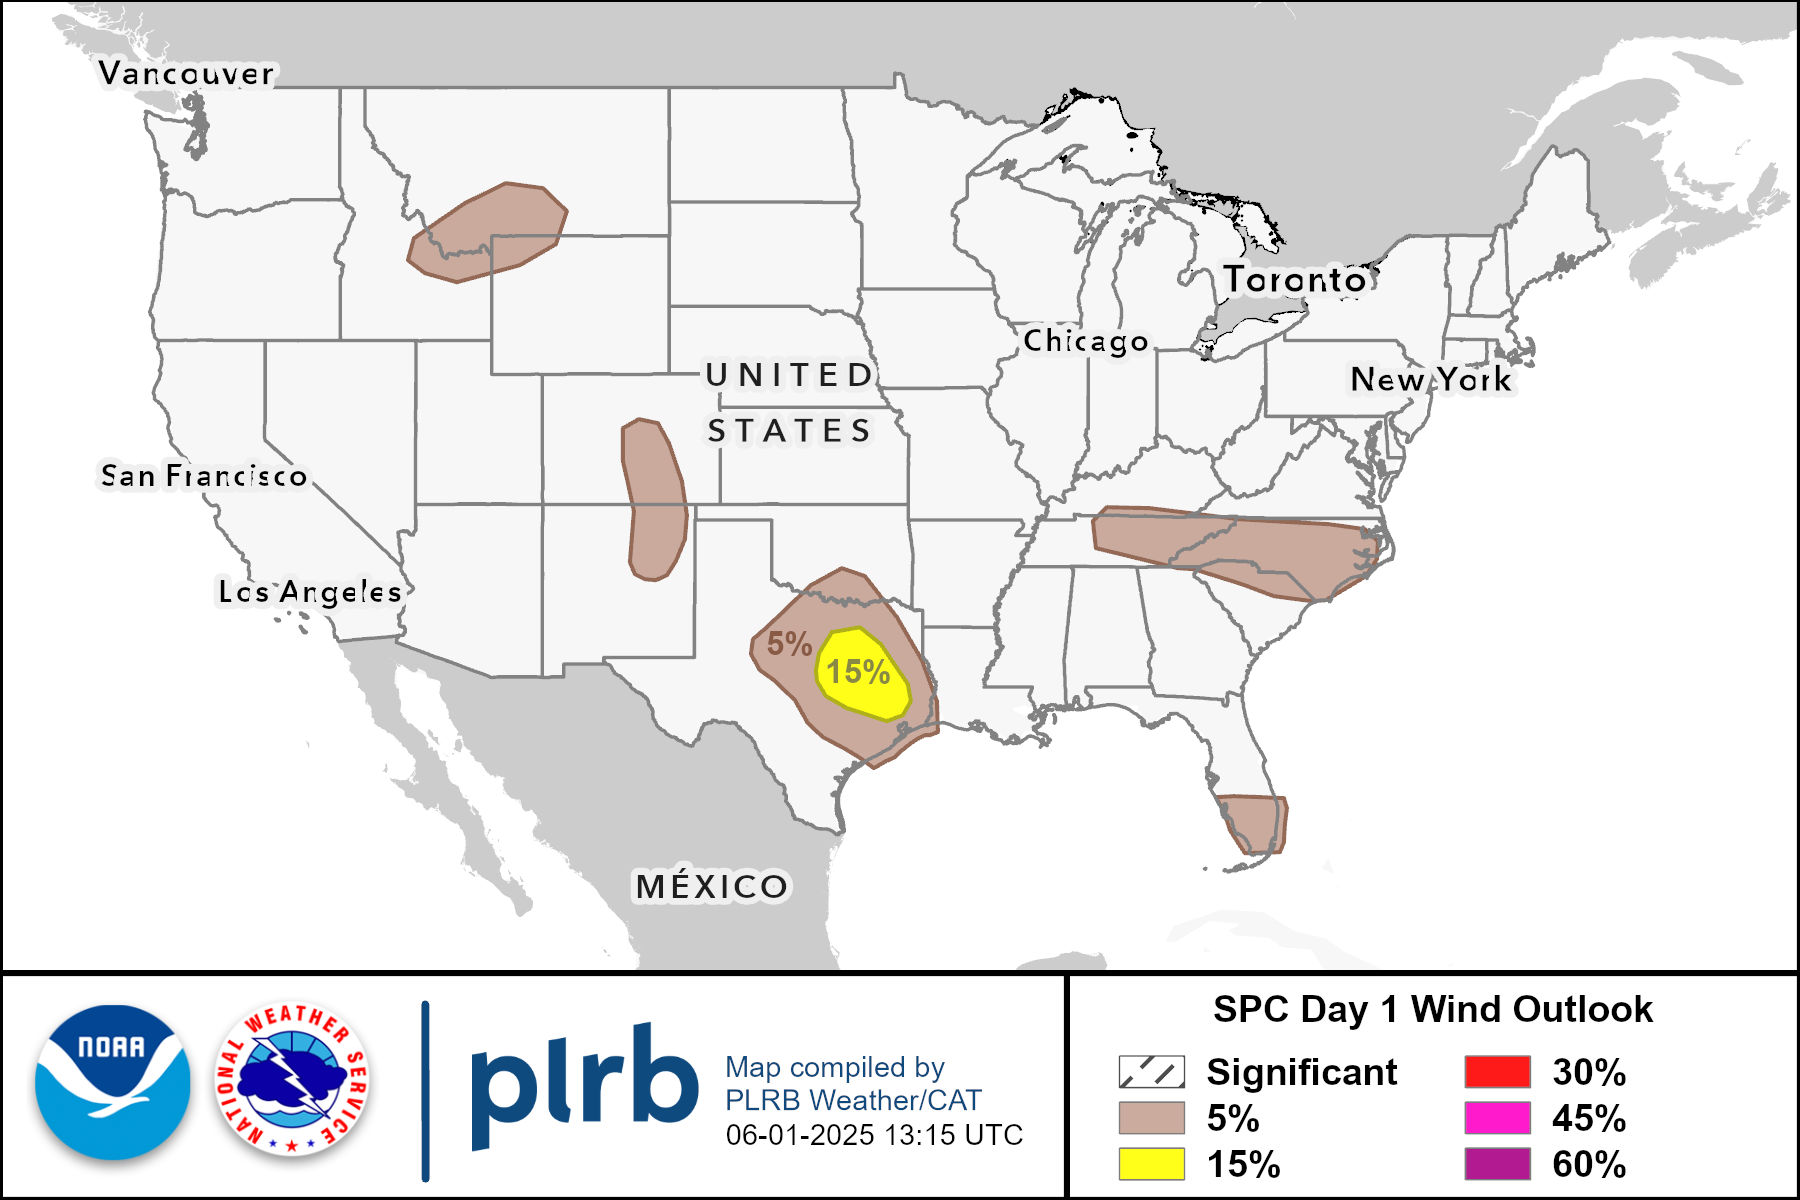 Vancouver
Toronto
Chicago
UNITED
New York
STATES
San Francisco
Los Angeles
5%
15%
MÉXICO
NOAA
NATIONAL WEATHER SERVICE
plrb
Map compiled by
PLRB Weather/CAT
06-01-2025 13:15 UTC
SPC Day 1 Wind Outlook
Significant
30%
5%
45%
15%
60%